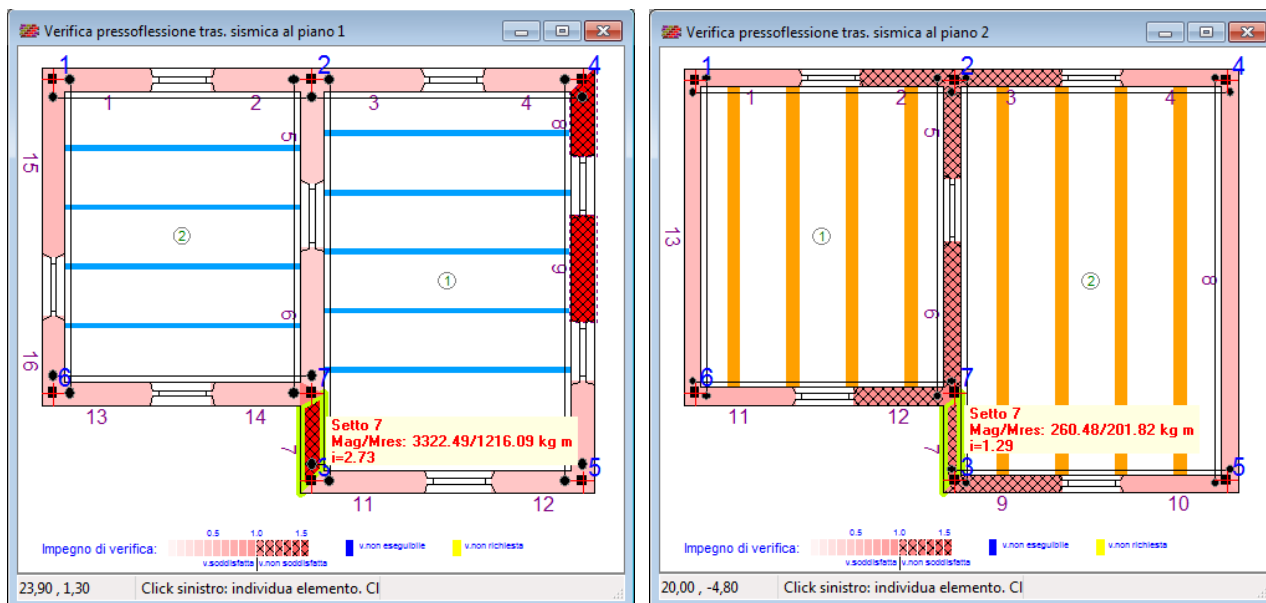 Verifica pressoflessione tras. sismica al piano 1
1
2
4
1
2
3
4
5
8
15
2
1
9
6
16
6
7
13
14
7
Setto 7
Mag/Mres: 3322.49/1216.09 kg m
i=2.73
5
11
12
Impegno di verifica:
0.5 1.0 1.5
v.soddisfatta v.non soddisfatta
v.non eseguibile
v.non richiesta
23,90 , 1,30
Click sinistro: individua elemento. Cl
Verifica pressoflessione tras. sismica al piano 2
1
2
4
1
2
3
4
5
13
1
2
8
6
6
7
11
12
7
Setto 7
Mag/Mres: 260.48/201.82 kg m
i=1.29
3
5
9
10
Impegno di verifica:
0.5 1.0 1.5
v.soddisfatta v.non soddisfatta
v.non eseguibile
v.non richiesta
20,00 , -4,80
Click sinistro: individua elemento. Cl